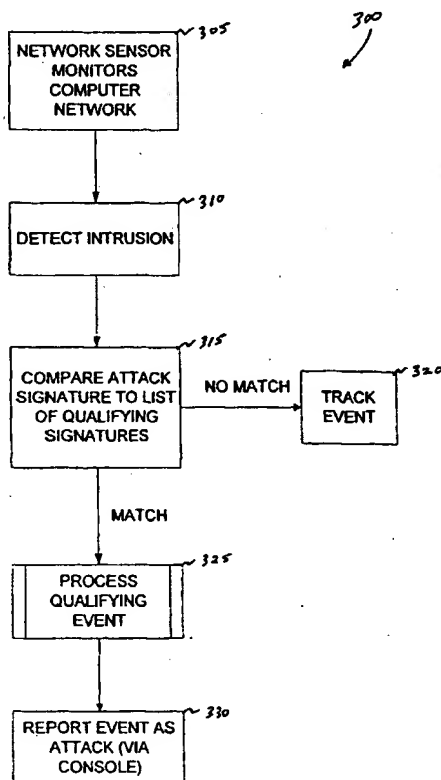 300
305
NETWORK SENSOR
MONITORS
COMPUTER
NETWORK
310
DETECT INTRUSION
315
COMPARE ATTACK
SIGNATURE TO LIST
OF QUALIFYING
SIGNATURES
NO MATCH
320
TRACK
EVENT
MATCH
325
PROCESS
QUALIFYING
EVENT
330
REPORT EVENT AS
ATTACK (VIA
CONSOLE)